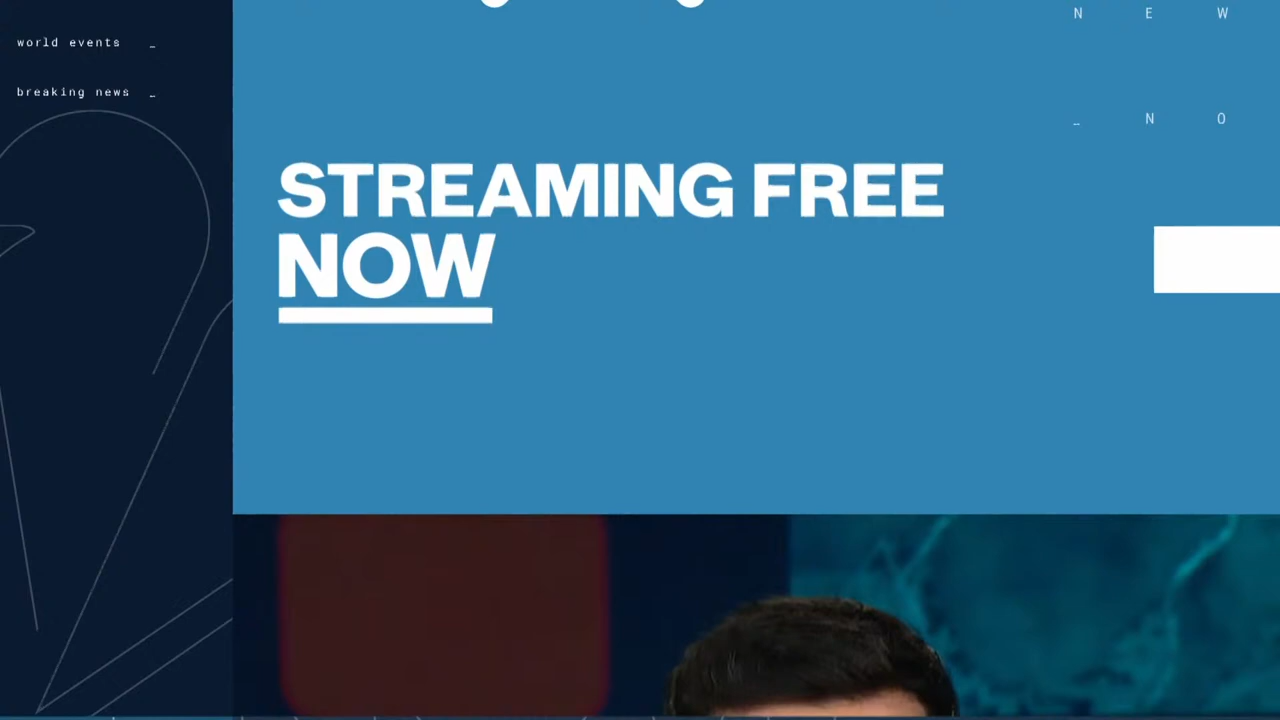 world events _
breaking news _
N E W
_ N O
STREAMING FREE
NOW